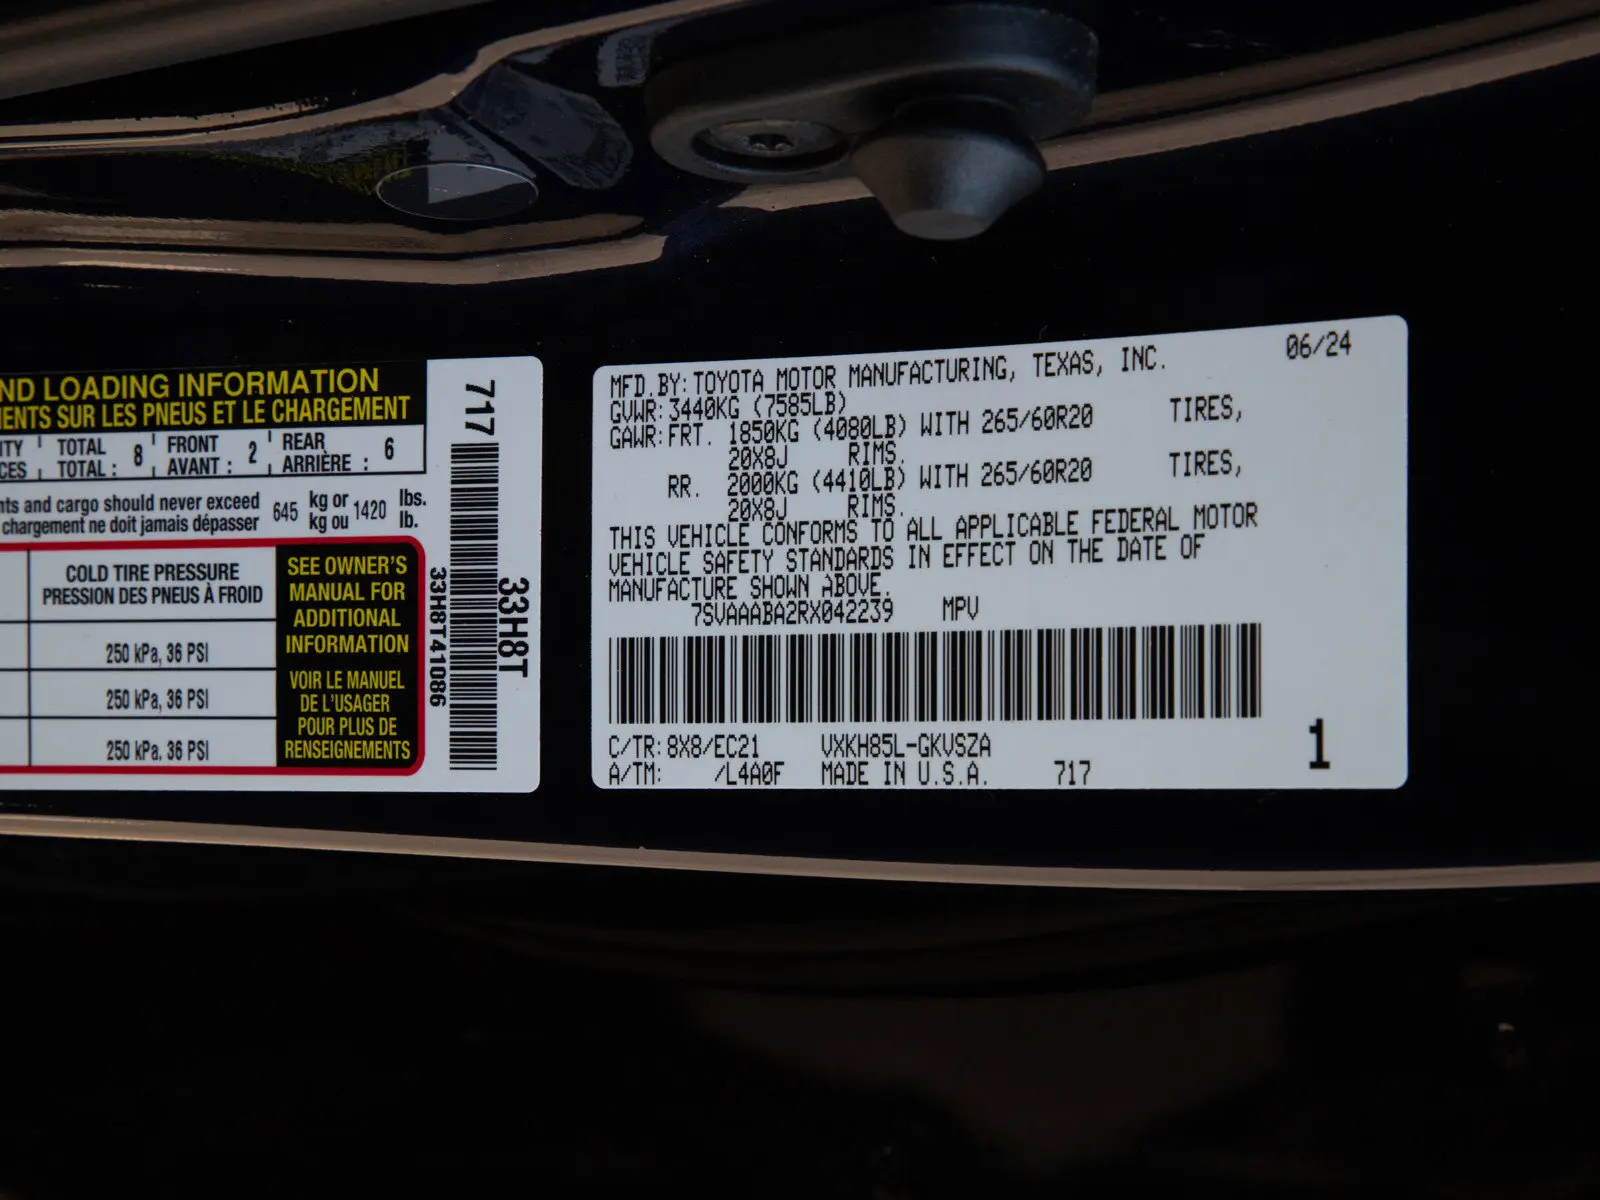 ND LOADING INFORMATION
MENTS SUR LES PNEUS ET LE CHARGEMENT
TOTAL 8 FRONT 2 REAR 6
TOTAL : AVANT : ARRIÈRE :
and cargo should never exceed 645 kg or 1420 lbs.
chargement ne doit jamais dépasser kg ou lb.
COLD TIRE PRESSURE
PRESSION DES PNEUS À FROID
250 kPa, 36 PSI
250 kPa, 36 PSI
250 kPa, 36 PSI
SEE OWNER'S
MANUAL FOR
ADDITIONAL
INFORMATION
VOIR LE MANUEL
DE L'USAGER
POUR PLUS DE
RENSEIGNEMENTS
717
33H8T41086
33H8T
MFD.BY: TOYOTA MOTOR MANUFACTURING, TEXAS, INC. 06/24
GVWR: 3440KG (7585LB)
GAWR: FRT. 1850KG (4080LB) WITH 265/60R20 TIRES,
20X8J RIMS.
RR. 2000KG (4410LB) WITH 265/60R20 TIRES,
20X8J RIMS.
THIS VEHICLE CONFORMS TO ALL APPLICABLE FEDERAL MOTOR
VEHICLE SAFETY STANDARDS IN EFFECT ON THE DATE OF
MANUFACTURE SHOWN ABOVE.
7SVAAABA2RX042239 MPV
C/TR: 8X8/EC21 VXKH85L-GKVSZA
A/TM: /L4A0F MADE IN U.S.A. 717
1